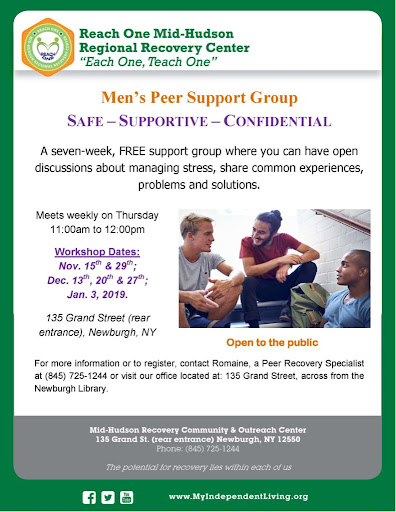 Reach One Mid-Hudson
Regional Recovery Center
"Each One, Teach One"
REACH
ONE
Men's Peer Support Group
SAFE – SUPPORTIVE – CONFIDENTIAL
A seven-week, FREE support group where you can have open
discussions about managing stress, share common experiences,
problems and solutions.
Meets weekly on Thursday
11:00am to 12:00pm
Workshop Dates:
Nov. 15th & 29th;
Dec. 13th, 20th & 27th;
Jan. 3, 2019.
135 Grand Street (rear
entrance), Newburgh, NY
Open to the public
For more information or to register, contact Romaine, a Peer Recovery Specialist
at (845) 725-1244 or visit our office located at: 135 Grand Street, across from the
Newburgh Library.
Mid-Hudson Recovery Community & Outreach Center
135 Grand St. (rear entrance) Newburgh, NY 12550
Phone: (845) 725-1244
The potential for recovery lies within each of us
www.MyIndependentLiving.org